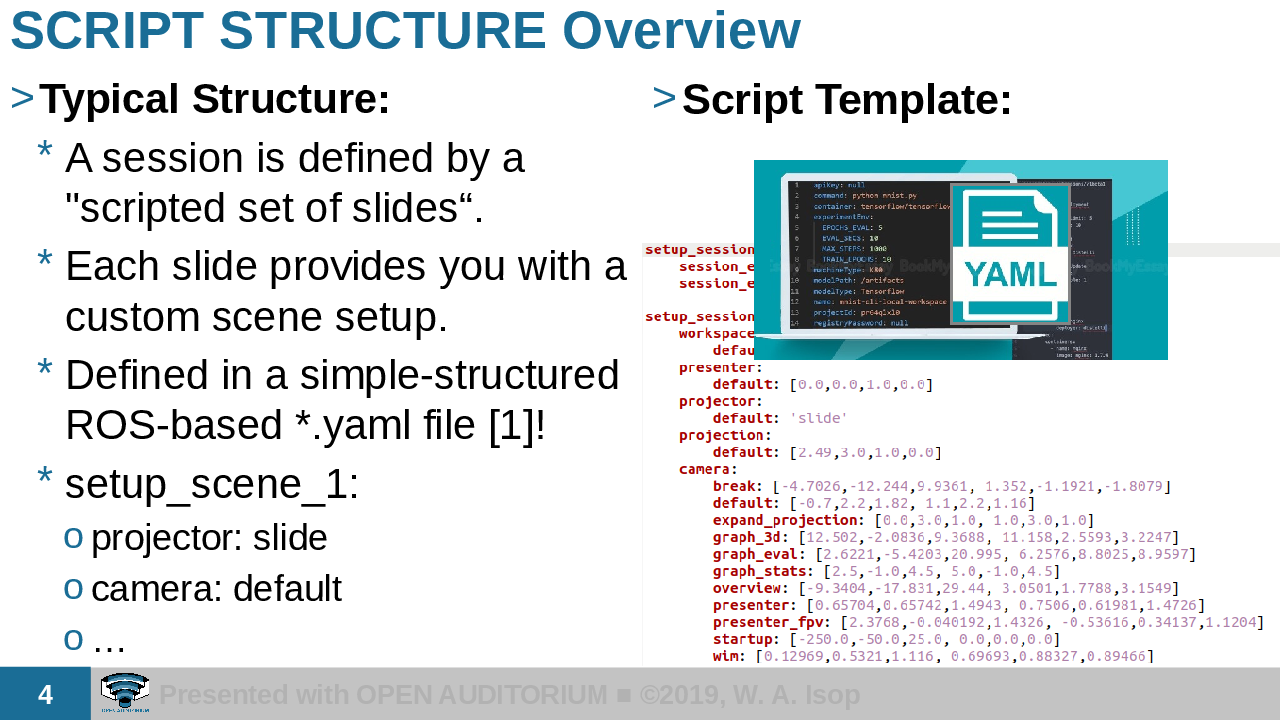 SCRIPT STRUCTURE Overview
> Typical Structure:
* A session is defined by a
"scripted set of slides“.
* Each slide provides you with a
custom scene setup.
* Defined in a simple-structured
ROS-based *.yaml file [1]!
* setup_scene_1:
o projector: slide
o camera: default
o …
> Script Template:
1 apiKey: null
2 command: python mnist.py
3 container: tensorflow/tensorflow
4 experimentEnv:
5 EPOCHS_EVAL: 5
6 EVAL_SECS: 10
7 MAX_STEPS: 1000
8 TRAIN_EPOCHS: 10
9 machineType: K80
10 modelPath: /artifacts
11 modelType: Tensorflow
12 name: mnist-cli-local-workspace
13 projectId: pr64q1xl0
14 registryPassword: null
YAML
setup_session
session_e
session_e
setup_session
workspace
defau
presenter:
default: [0.0,0.0,1.0,0.0]
projector:
default: 'slide'
projection:
default: [2.49,3.0,1.0,0.0]
camera:
break: [-4.7026,-12.244,9.9361, 1.352,-1.1921,-1.8079]
default: [-0.7,2.2,1.82, 1.1,2.2,1.16]
expand_projection: [0.0,3.0,1.0, 1.0,3.0,1.0]
graph_3d: [12.502,-2.0836,9.3688, 11.158,2.5593,3.2247]
graph_eval: [2.6221,-5.4203,20.995, 6.2576,8.8025,8.9597]
graph_stats: [2.5,-1.0,4.5, 5.0,-1.0,4.5]
overview: [-9.3404,-17.831,29.44, 3.0501,1.7788,3.1549]
presenter: [0.65704,0.65742,1.4943, 0.7506,0.61981,1.4726]
presenter_fpv: [2.3768,-0.040192,1.4326, -0.53616,0.34137,1.1204]
startup: [-250.0,-50.0,25.0, 0.0,0.0,0.0]
wim: [0.12969,0.5321,1.116, 0.69693,0.88327,0.89466]
4
OPEN AUDITORIUM
Presented with OPEN AUDITORIUM ■ ©2019, W. A. Isop